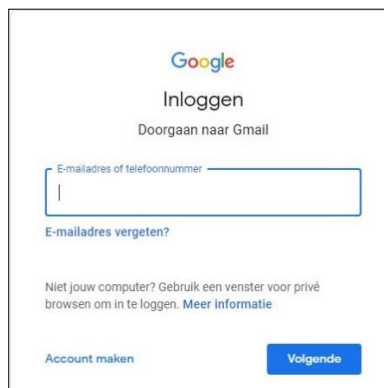 Google
Inloggen
Doorgaan naar Gmail
E-mailadres of telefoonnummer
E-mailadres vergeten?
Niet jouw computer? Gebruik een venster voor privé
browsen om in te loggen. Meer informatie
Account maken
Volgende